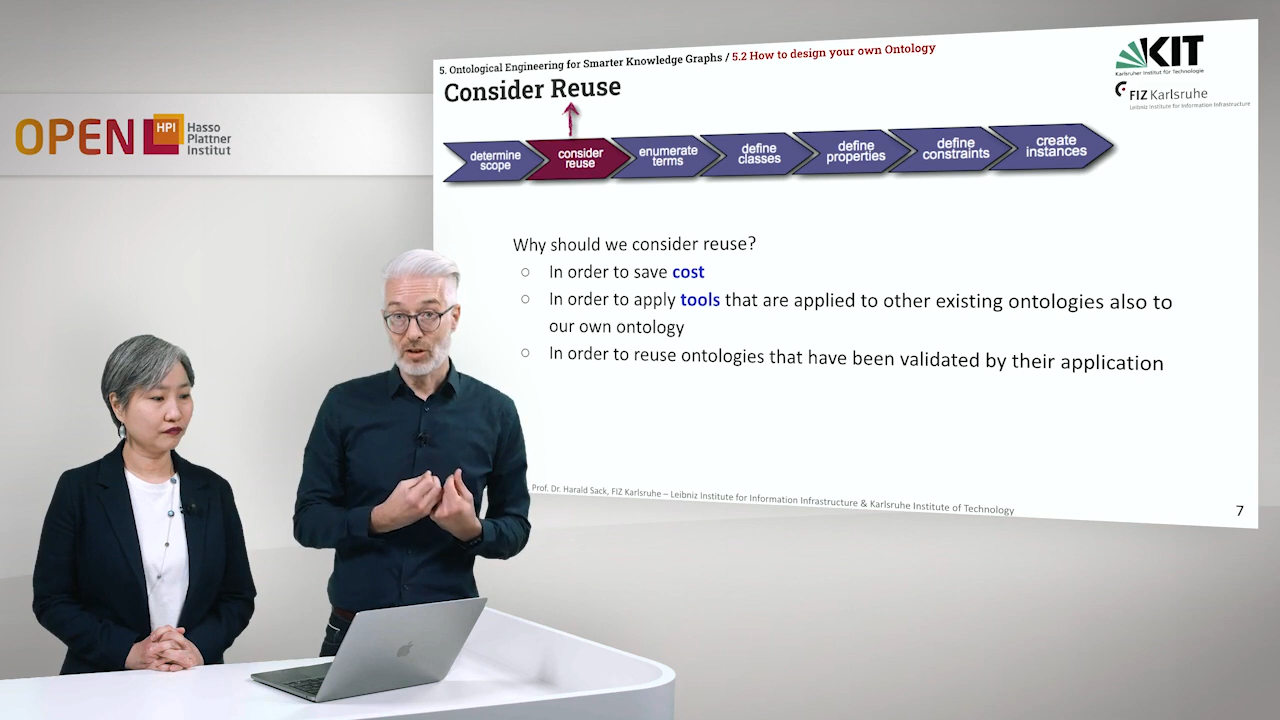 OPEN HPI Hasso
Plattner
Institut
5. Ontological Engineering for Smarter Knowledge Graphs / 5.2 How to design your own Ontology
Consider Reuse
KIT
Karlsruher Institut für Technologie
FIZ Karlsruhe
Leibniz Institute for Information Infrastructure
determine
scope
consider
reuse
enumerate
terms
define
classes
define
properties
define
constraints
create
instances
Why should we consider reuse?
○ In order to save cost
○ In order to apply tools that are applied to other existing ontologies also to
our own ontology
○ In order to reuse ontologies that have been validated by their application
Prof. Dr. Harald Sack, FIZ Karlsruhe – Leibniz Institute for Information Infrastructure & Karlsruhe Institute of Technology
7